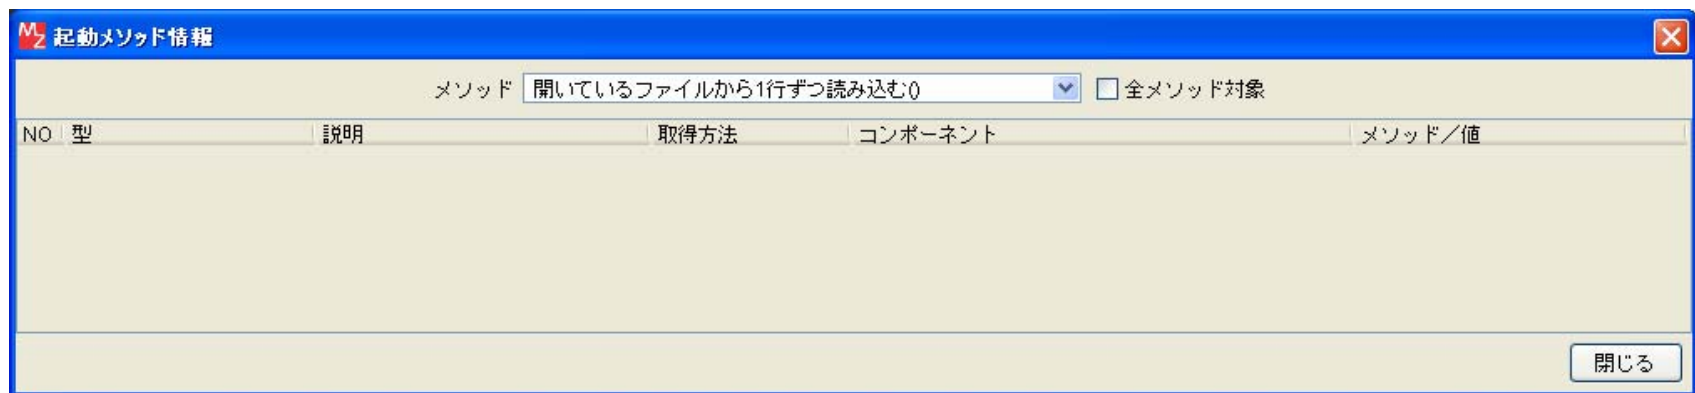 MZ 起動メソッド情報
メソッド 開いているファイルから1行ずつ読み込む() 全メソッド対象
NO 型 説明 取得方法 コンポーネント メソッド/値
閉じる